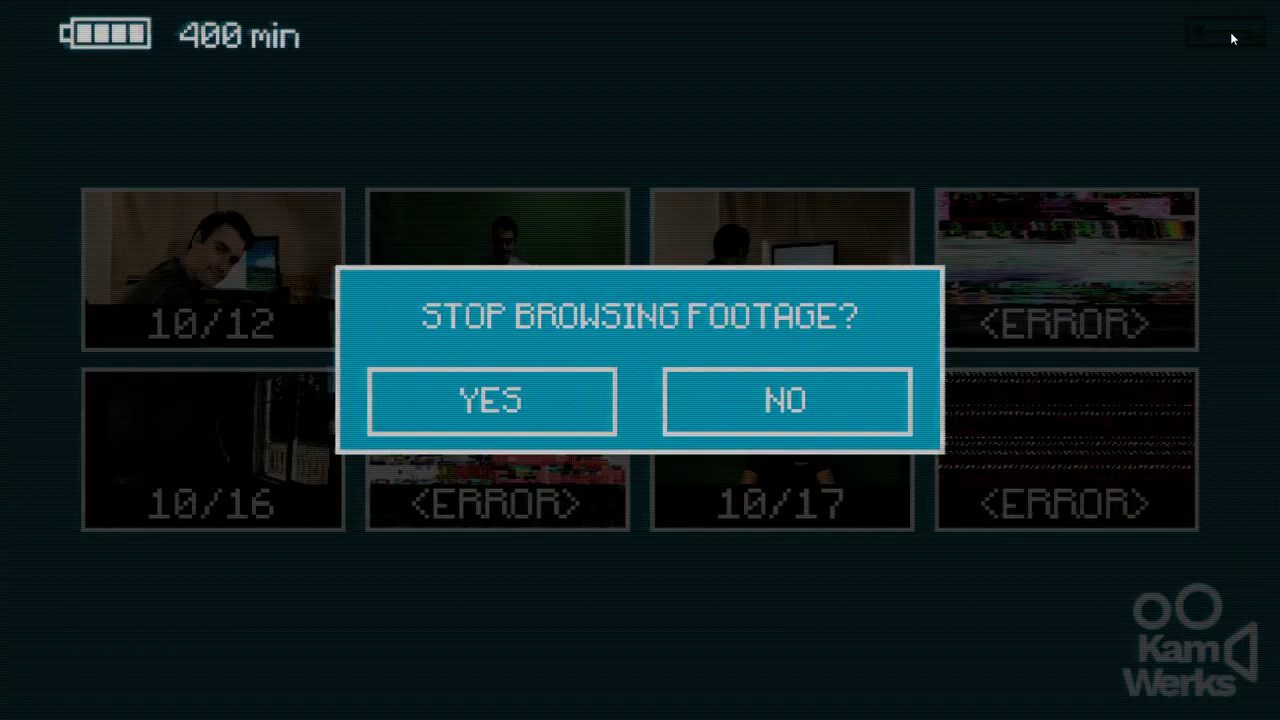 400 min
STOP BROWSING FOOTAGE?
YES
NO
10/12
<ERROR>
10/16
<ERROR>
10/17
<ERROR>
Kam
Werks